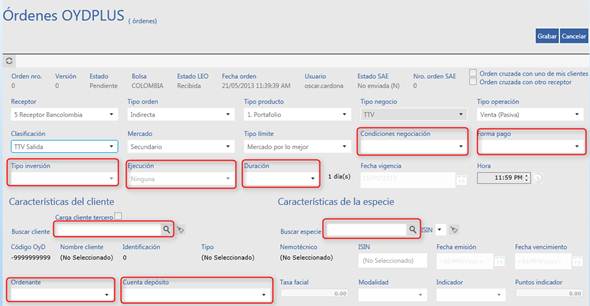 Órdenes OYDPLUS ( órdenes)
Grabar Cancelar
Orden nro. Versión Estado Bolsa Estado LEO Fecha orden Usuario Estado SAE Nro. orden SAE Orden cruzada con uno de mis clientes
0 0 Pendiente COLOMBIA Recibida 21/05/2013 11:39:39 AM oscar.cardona No enviada (N) 0 Orden cruzada con otro receptor
Receptor Tipo orden Tipo producto Tipo negocio Tipo operación
5 Receptor Bancolombia Indirecta 1. Portafolio TTV Venta (Pasiva)
Clasificación Mercado Tipo límite Condiciones negociación Forma pago
TTV Salida Secundario Mercado por lo mejor
Tipo inversión Ejecución Duración Fecha vigencia Hora
Ninguna 1 día(s) 11:59 PM
Características del cliente Características de la especie
Carga cliente tercero
Buscar cliente Buscar especie ISIN
Código OyD Nombre cliente Identificación Tipo Nemotécnico ISIN Fecha emisión Fecha vencimiento
-9999999999 (No Seleccionado) 0 (No Seleccionado) (No Seleccionado) (No Seleccionado)
Ordenante Cuenta depósito Tasa facial Modalidad Indicador Puntos indicador
0.00 0.00